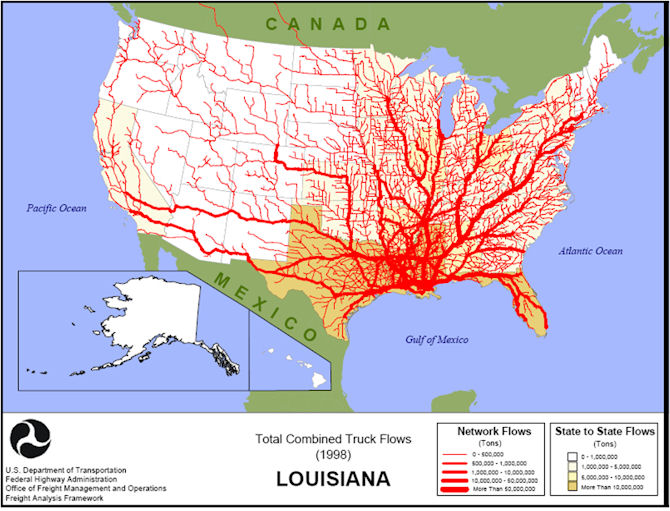 CANADA
Pacific Ocean
Atlantic Ocean
MEXICO
Gulf of Mexico
U.S. Department of Transportation
Federal Highway Administration
Office of Freight Management and Operations
Freight Analysis Framework
Total Combined Truck Flows
(1998)
LOUISIANA
Network Flows
(Tons)
0 - 500,000
500,000 - 1,000,000
1,000,000 - 10,000,000
10,000,000 - 50,000,000
More Than 50,000,000
State to State Flows
(Tons)
0 - 1,000,000
1,000,000 - 5,000,000
5,000,000 - 10,000,000
More Than 10,000,000